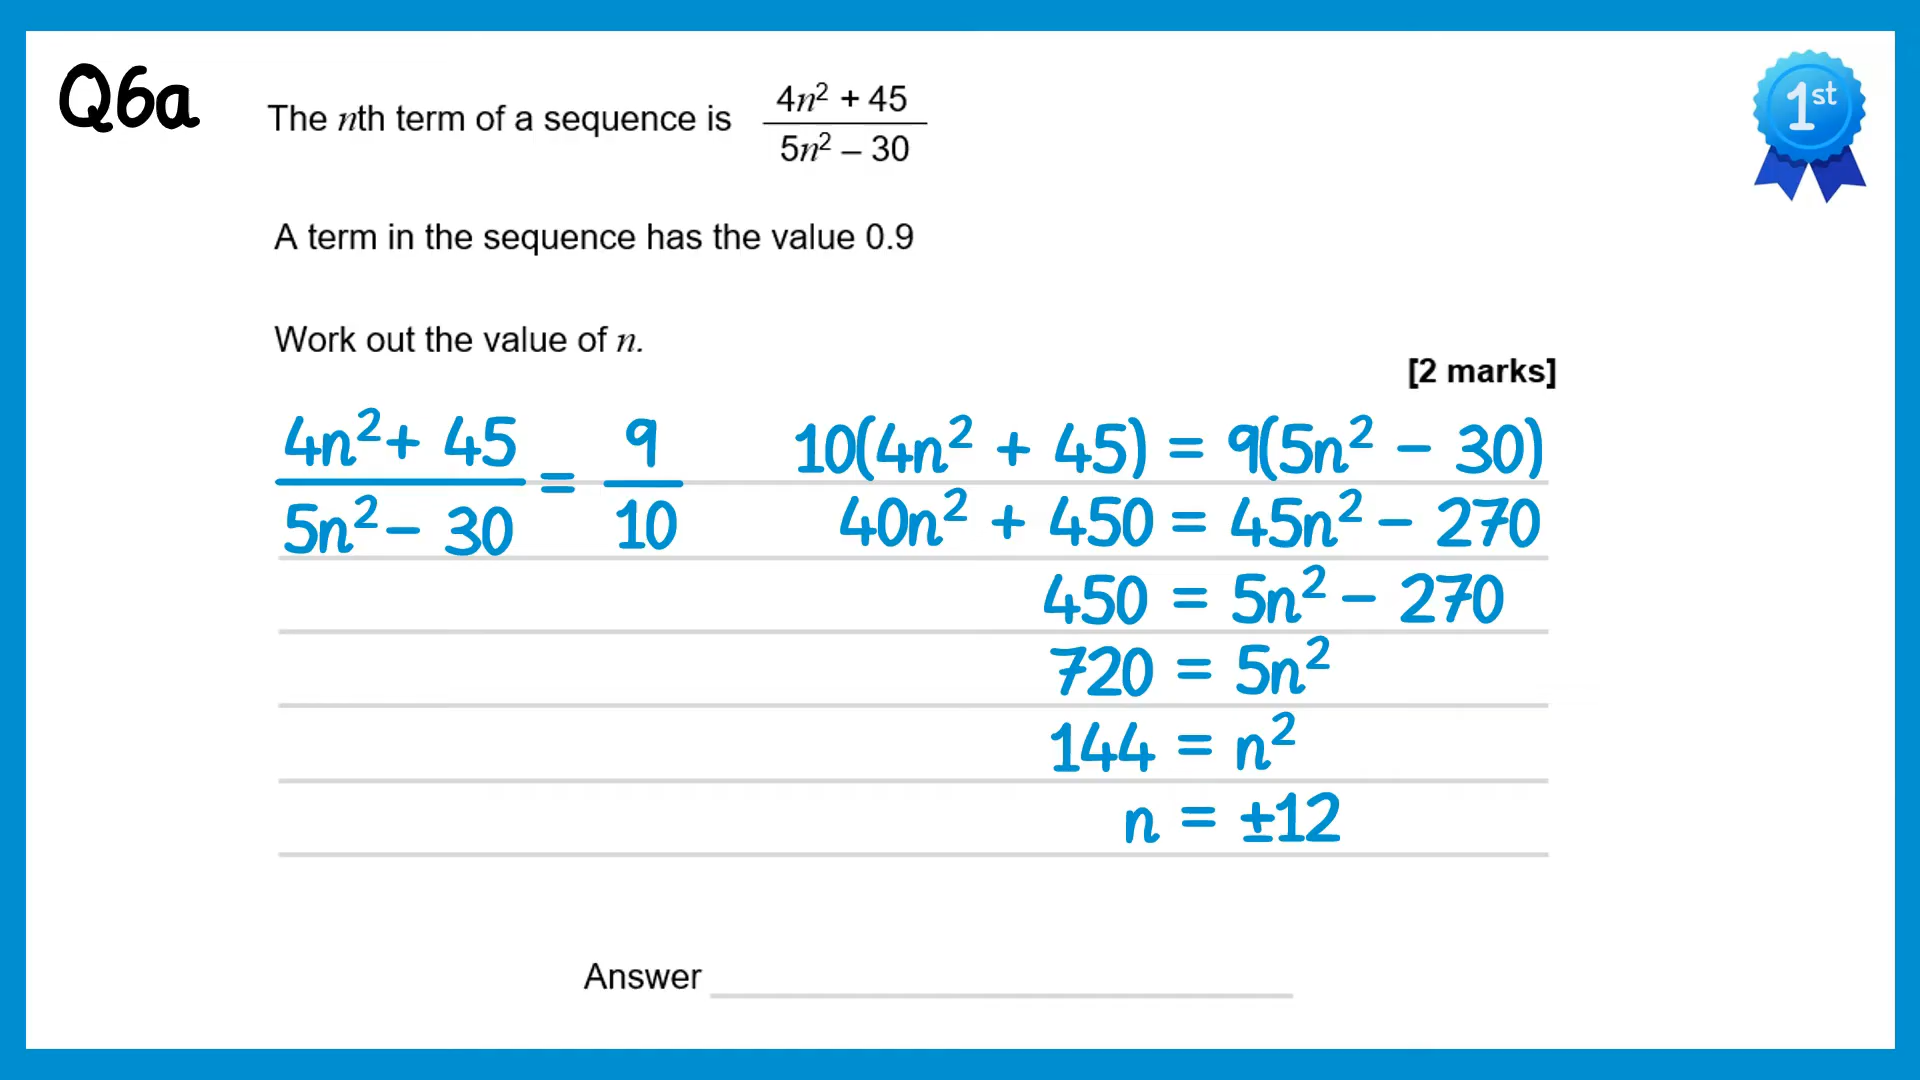 Q6a
The nth term of a sequence is
4n² + 45
5n² – 30
1st
A term in the sequence has the value 0.9
Work out the value of n.
[2 marks]
4n² + 45
5n² – 30
=
9
10
10(4n² + 45) = 9(5n² – 30)
40n² + 450 = 45n² – 270
450 = 5n² – 270
720 = 5n²
144 = n²
n = ±12
Answer